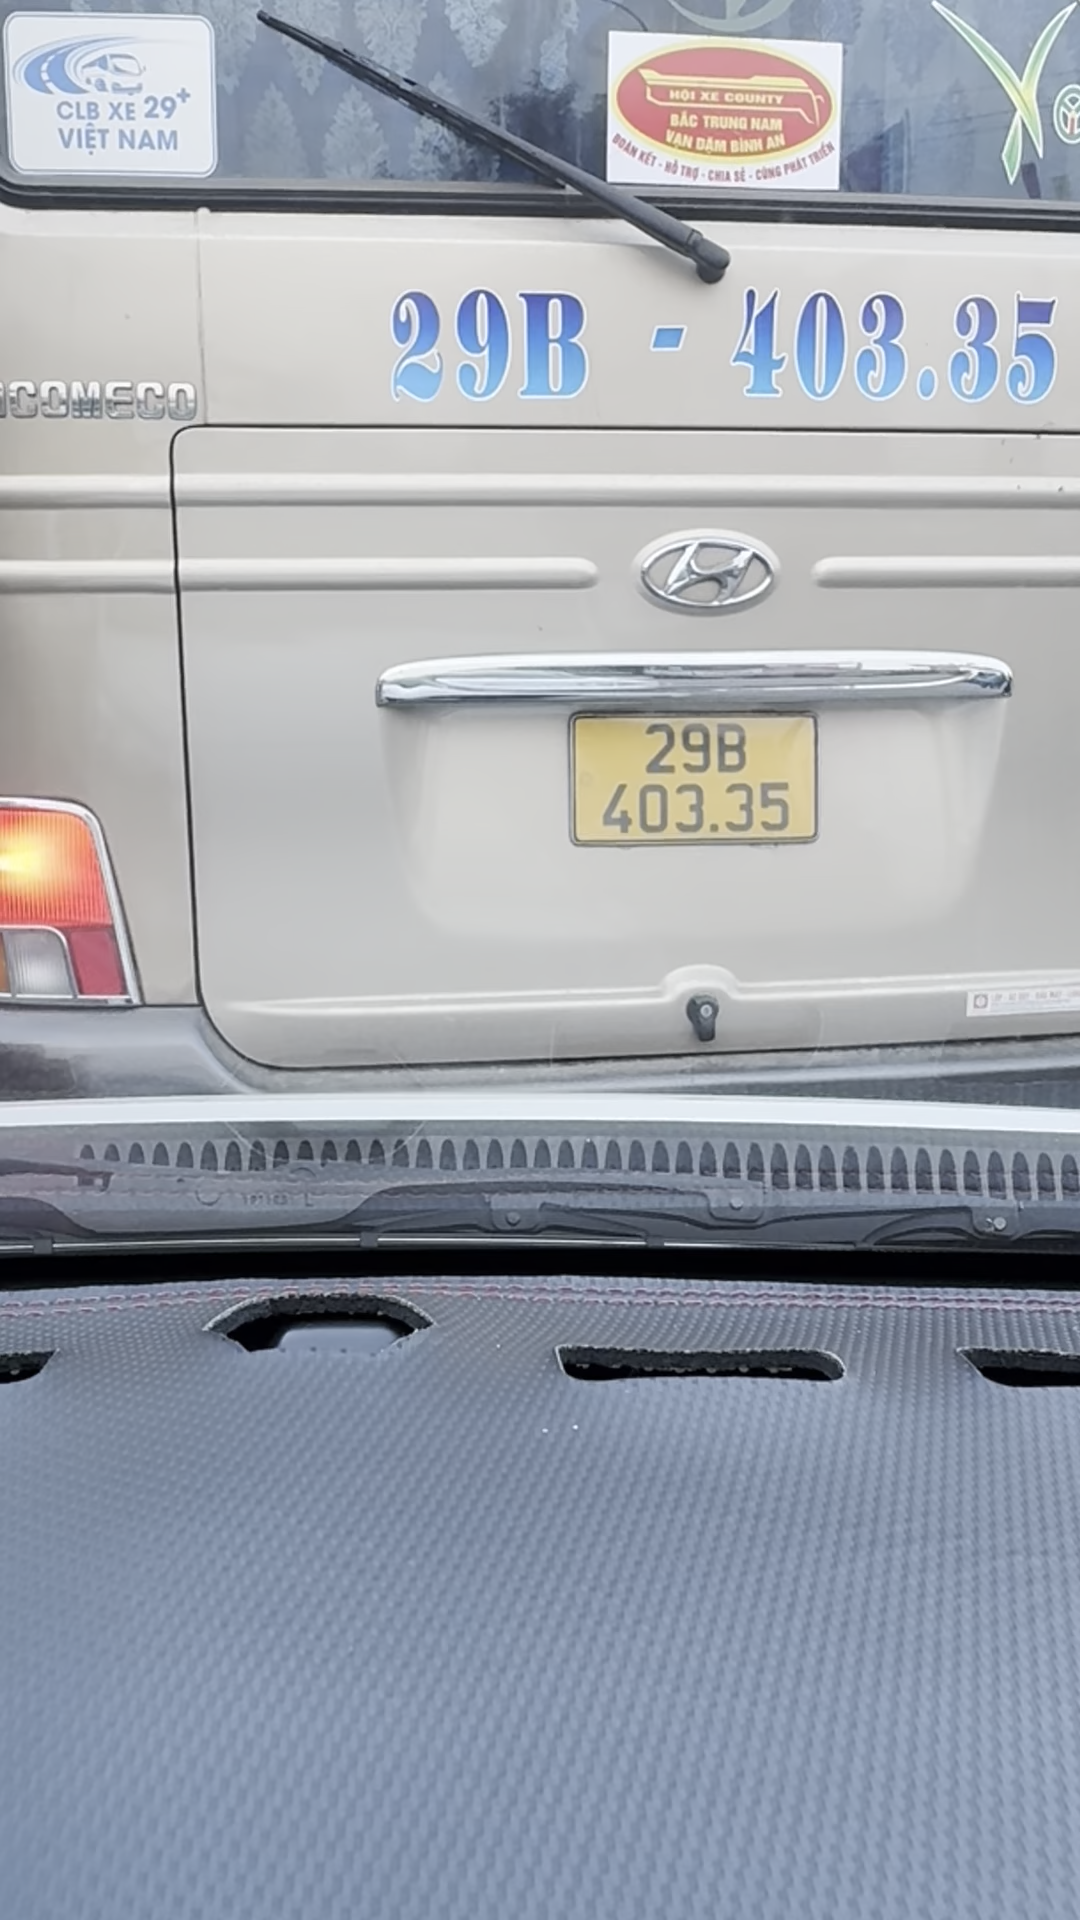 CLB XE 29+
VIỆT NAM
HỘI XE COUNTY
BẮC TRUNG NAM
VẠN DẶM BÌNH AN
ĐOÀN KẾT - HỖ TRỢ - CHIA SẺ - CÙNG PHÁT TRIỂN
29B - 403.35
COMECO
29B
403.35